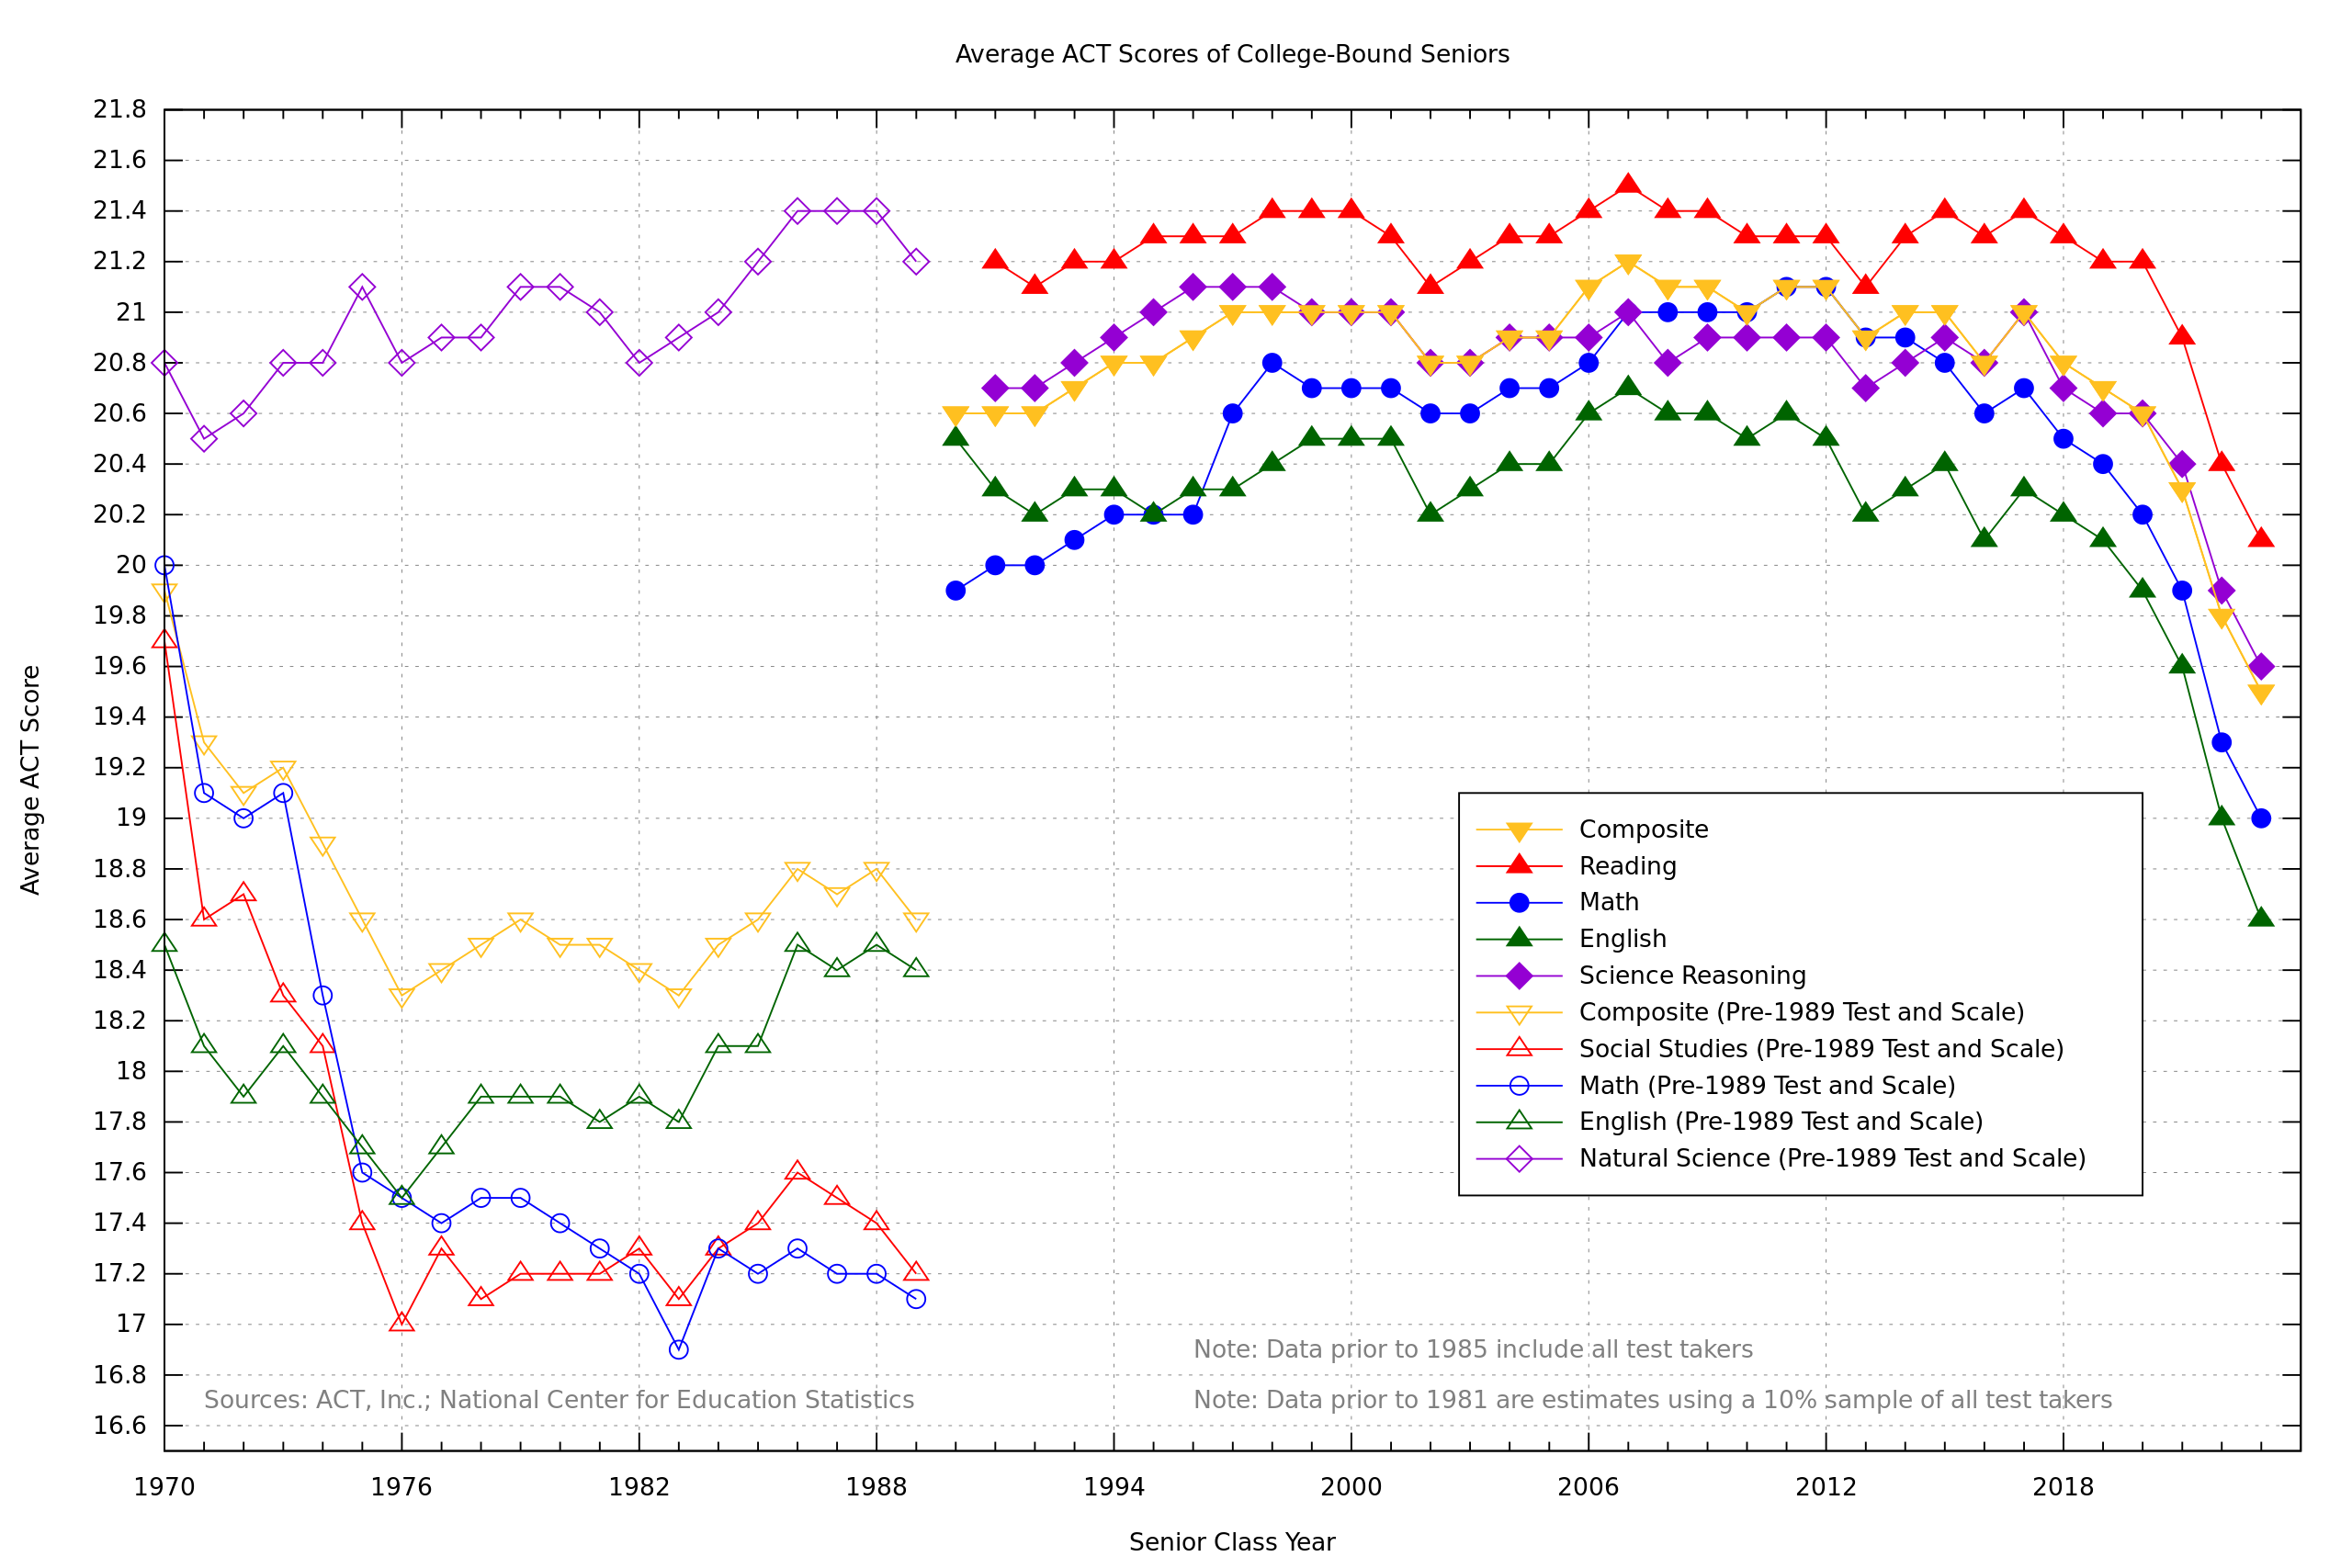 Average ACT Scores of College-Bound Seniors
21.8
21.6
21.4
21.2
21
20.8
20.6
20.4
20.2
20
19.8
19.6
19.4
19.2
19
18.8
18.6
18.4
18.2
18
17.8
17.6
17.4
17.2
17
16.8
16.6
Average ACT Score
Composite
Reading
Math
English
Science Reasoning
Composite (Pre-1989 Test and Scale)
Social Studies (Pre-1989 Test and Scale)
Math (Pre-1989 Test and Scale)
English (Pre-1989 Test and Scale)
Natural Science (Pre-1989 Test and Scale)
Note: Data prior to 1985 include all test takers
Sources: ACT, Inc.; National Center for Education Statistics
Note: Data prior to 1981 are estimates using a 10% sample of all test takers
1970 1976 1982 1988 1994 2000 2006 2012 2018
Senior Class Year